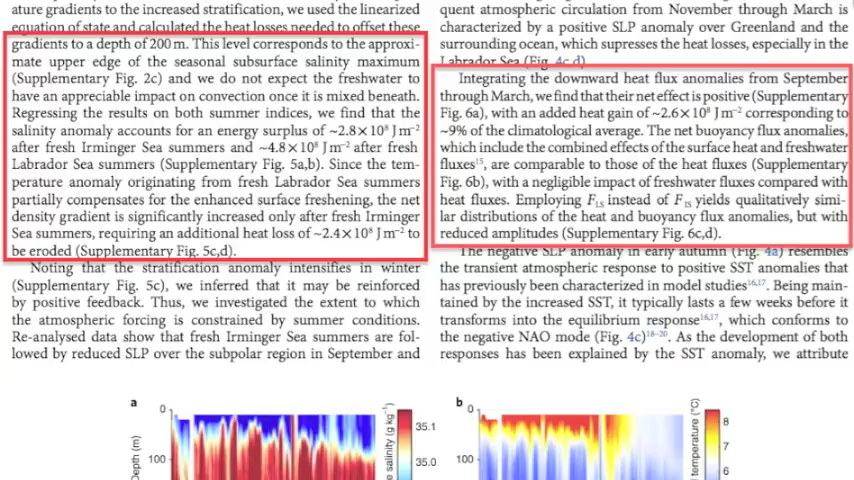 ature gradients to the increased stratification, we used the linearized
equation of state and calculated the heat losses needed to offset these
gradients to a depth of 200 m. This level corresponds to the approxi-
mate upper edge of the seasonal subsurface salinity maximum
(Supplementary Fig. 2c) and we do not expect the freshwater to
have an appreciable impact on convection once it is mixed beneath.
Regressing the results on both summer indices, we find that the
salinity anomaly accounts for an energy surplus of ~2.8 × 10⁸ J m⁻²
after fresh Irminger Sea summers and ~4.8 × 10⁸ J m⁻² after fresh
Labrador Sea summers (Supplementary Fig. 5a,b). Since the tem-
perature anomaly originating from fresh Labrador Sea summers
partially compensates for the enhanced surface freshening, the net
density gradient is significantly increased only after fresh Irminger
Sea summers, requiring an additional heat loss of ~2.4 × 10⁸ J m⁻² to
be eroded (Supplementary Fig. 5c,d).
Noting that the stratification anomaly intensifies in winter
(Supplementary Fig. 5c), we inferred that it may be reinforced
by positive feedback. Thus, we investigated the extent to which
the atmospheric forcing is constrained by summer conditions.
Re-analysed data show that fresh Irminger Sea summers are fol-
lowed by reduced SLP over the subpolar region in September and
quent atmospheric circulation from November through March is
characterized by a positive SLP anomaly over Greenland and the
surrounding ocean, which supresses the heat losses, especially in the
Labrador Sea (Fig. 4c,d).
Integrating the downward heat flux anomalies from September
through March, we find that their net effect is positive (Supplementary
Fig. 6a), with an added heat gain of ~2.6 × 10⁸ J m⁻² corresponding to
~9% of the climatological average. The net buoyancy flux anomalies,
which include the combined effects of the surface heat and freshwater
fluxes¹⁵, are comparable to those of the heat fluxes (Supplementary
Fig. 6b), with a negligible impact of freshwater fluxes compared with
heat fluxes. Employing F_LS instead of F_IS yields qualitatively simi-
lar distributions of the heat and buoyancy flux anomalies, but with
reduced amplitudes (Supplementary Fig. 6c,d).
The negative SLP anomaly in early autumn (Fig. 4a) resembles
the transient atmospheric response to positive SST anomalies that
has previously been characterized in model studies¹⁶,¹⁷. Being main-
tained by the increased SST, it typically lasts a few weeks before it
transforms into the equilibrium response¹⁶,¹⁷, which conforms to
the negative NAO mode (Fig. 4c)¹⁸⁻²⁰. As the development of both
responses has been explained by the SST anomaly, we attribute
a
0
100
Depth (m)
35.1
35.0
salinity (g kg⁻¹)
b
0
100
8
7
6
temperature (°C)